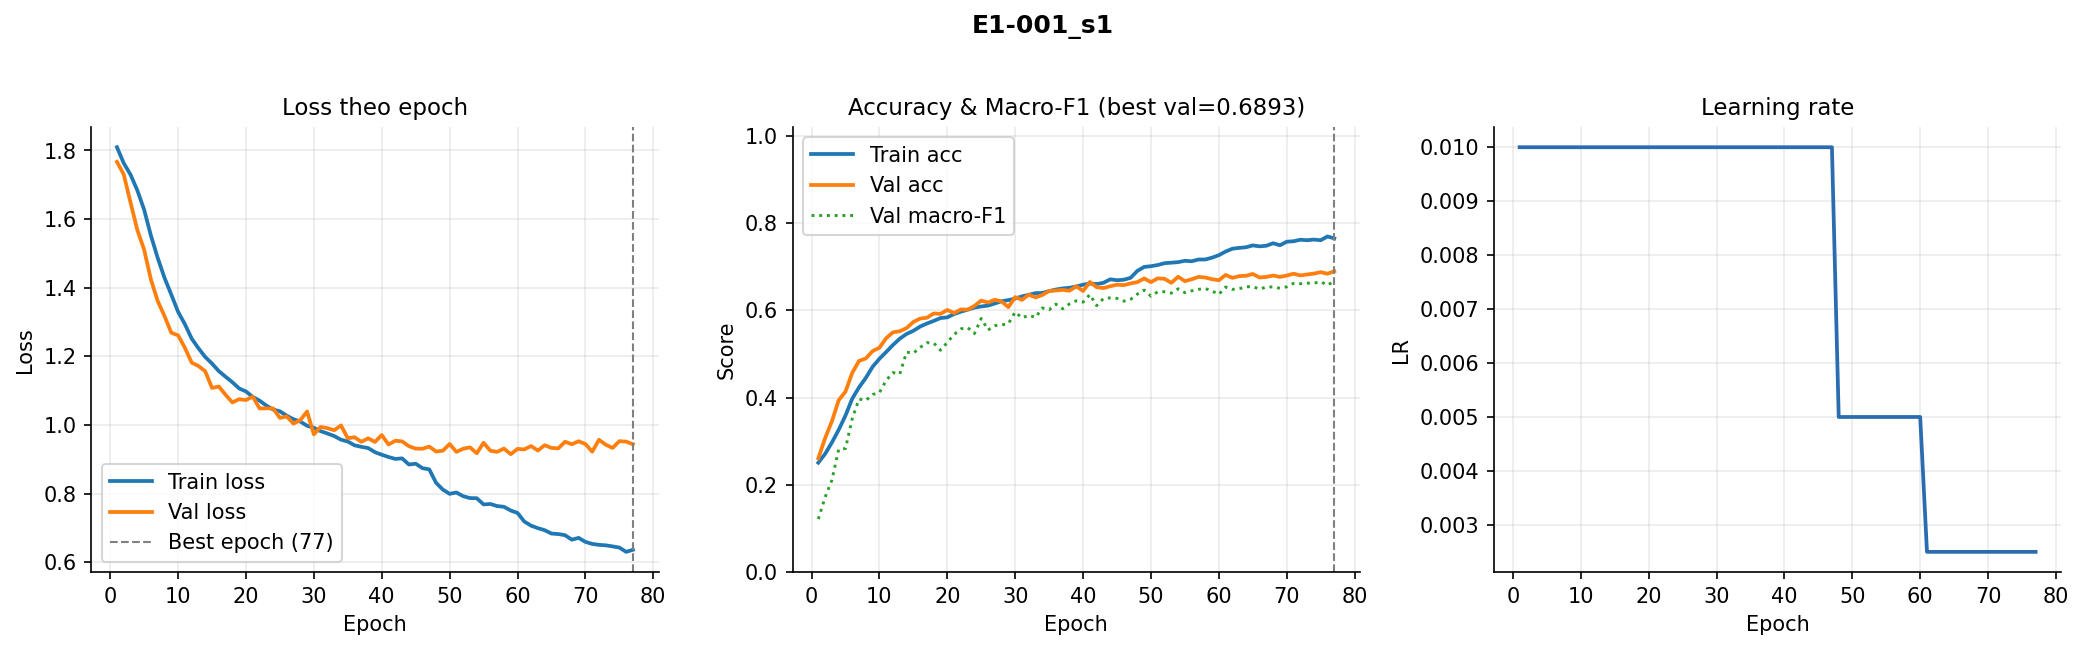 E1-001_s1
Loss theo epoch
Loss
1.8
1.6
1.4
1.2
1.0
0.8
0.6
Train loss
Val loss
Best epoch (77)
0 10 20 30 40 50 60 70 80
Epoch
Accuracy & Macro-F1 (best val=0.6893)
Score
1.0
0.8
0.6
0.4
0.2
0.0
Train acc
Val acc
Val macro-F1
0 10 20 30 40 50 60 70 80
Epoch
Learning rate
LR
0.010
0.009
0.008
0.007
0.006
0.005
0.004
0.003
0 10 20 30 40 50 60 70 80
Epoch